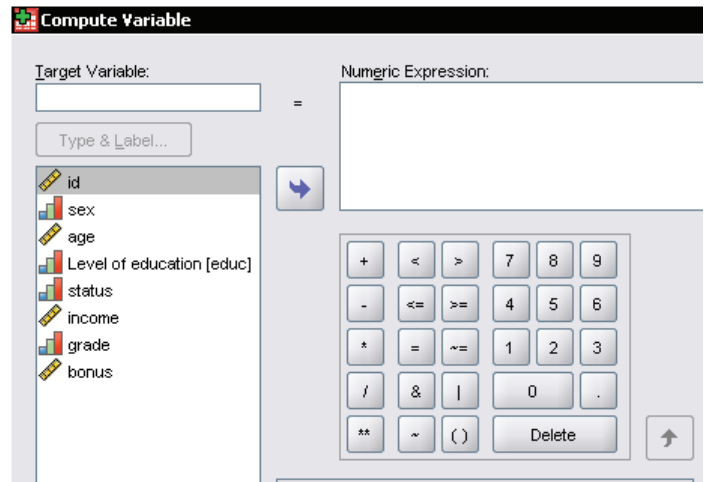 Compute Variable
Target Variable:
Numeric Expression:
=
Type & Label...
id
sex
age
Level of education [educ]
status
income
grade
bonus
+ < > 7 8 9
- <= >= 4 5 6
* = ~= 1 2 3
/ & | 0 .
** ~ ( ) Delete